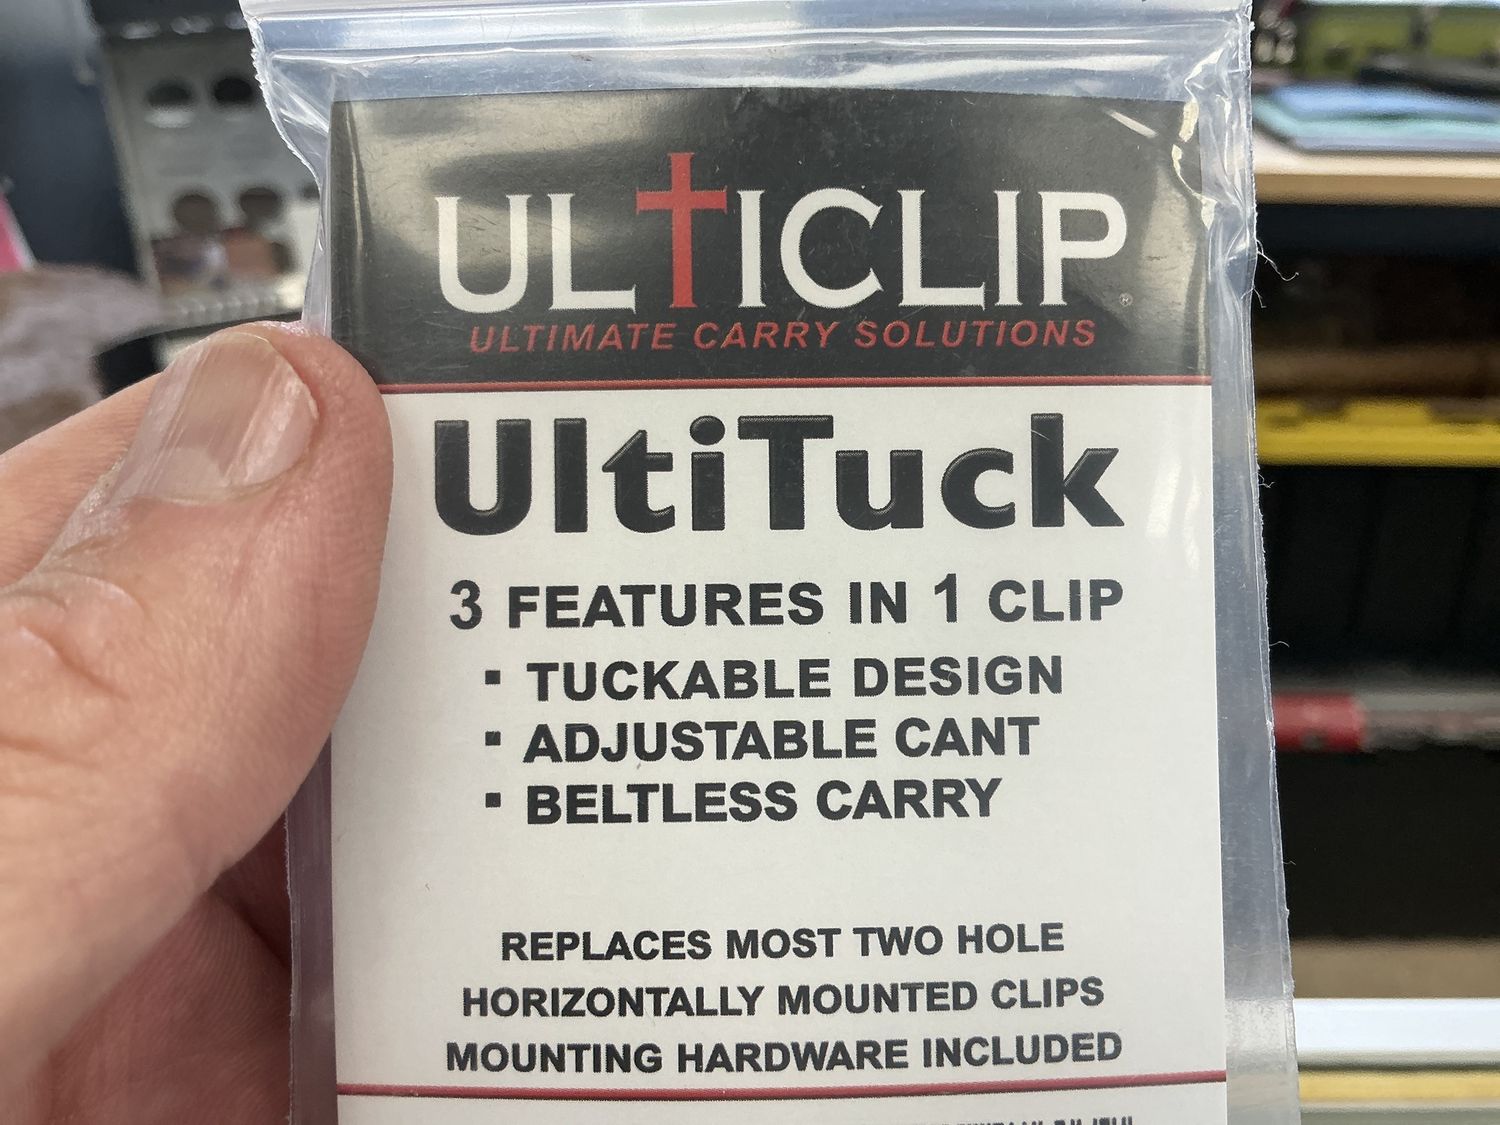 ULTICLIP®
ULTIMATE CARRY SOLUTIONS
UltiTuck
3 FEATURES IN 1 CLIP
▪ TUCKABLE DESIGN
▪ ADJUSTABLE CANT
▪ BELTLESS CARRY
REPLACES MOST TWO HOLE
HORIZONTALLY MOUNTED CLIPS
MOUNTING HARDWARE INCLUDED